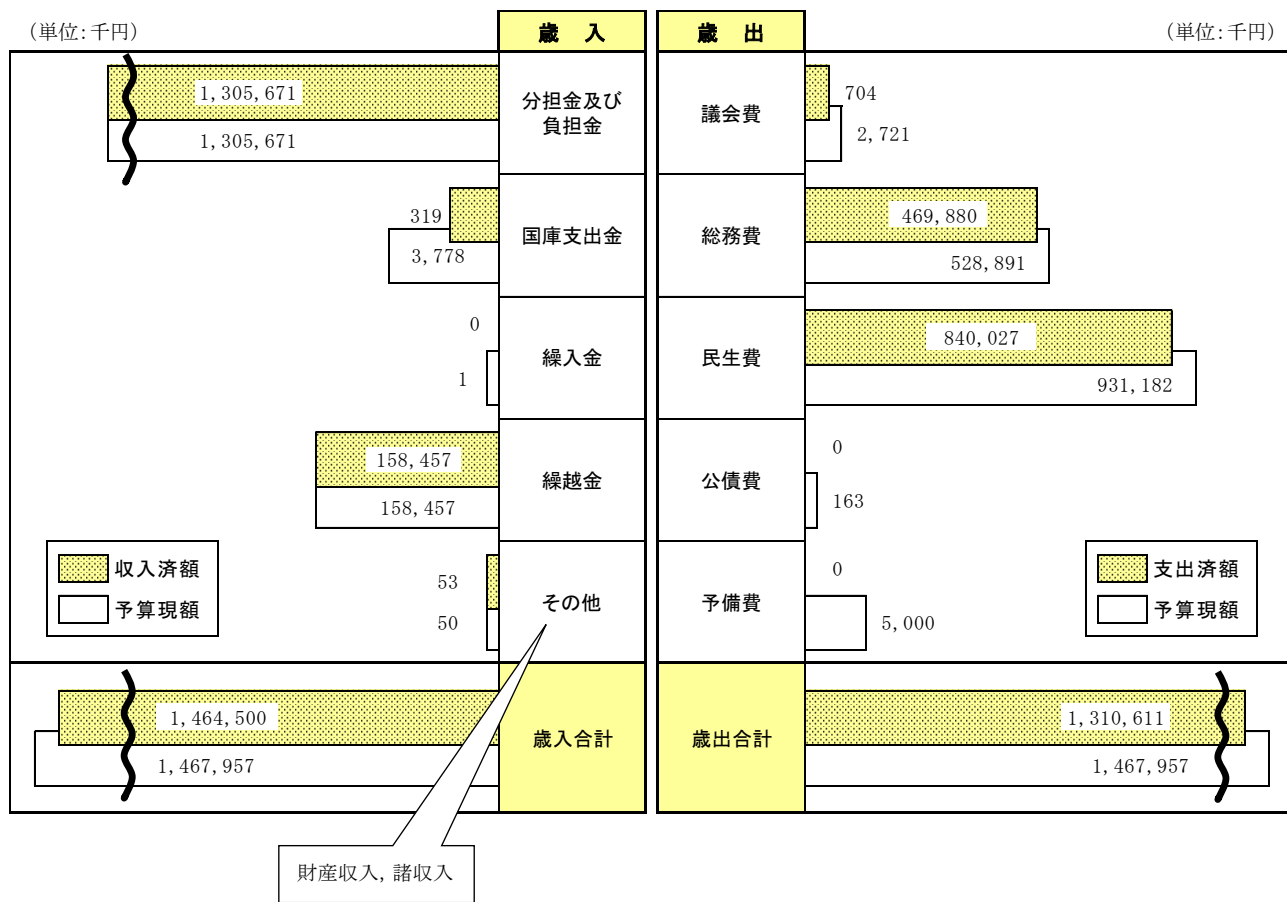 (単位:千円)
歳 入
歳 出
(単位:千円)
1,305,671
1,305,671
分担金及び
負担金
議会費
704
2,721
319
3,778
国庫支出金
総務費
469,880
528,891
0
1
繰入金
民生費
840,027
931,182
158,457
158,457
繰越金
公債費
0
163
収入済額
予算現額
53
50
その他
予備費
0
5,000
支出済額
予算現額
1,464,500
1,467,957
歳入合計
歳出合計
1,310,611
1,467,957
財産収入,諸収入